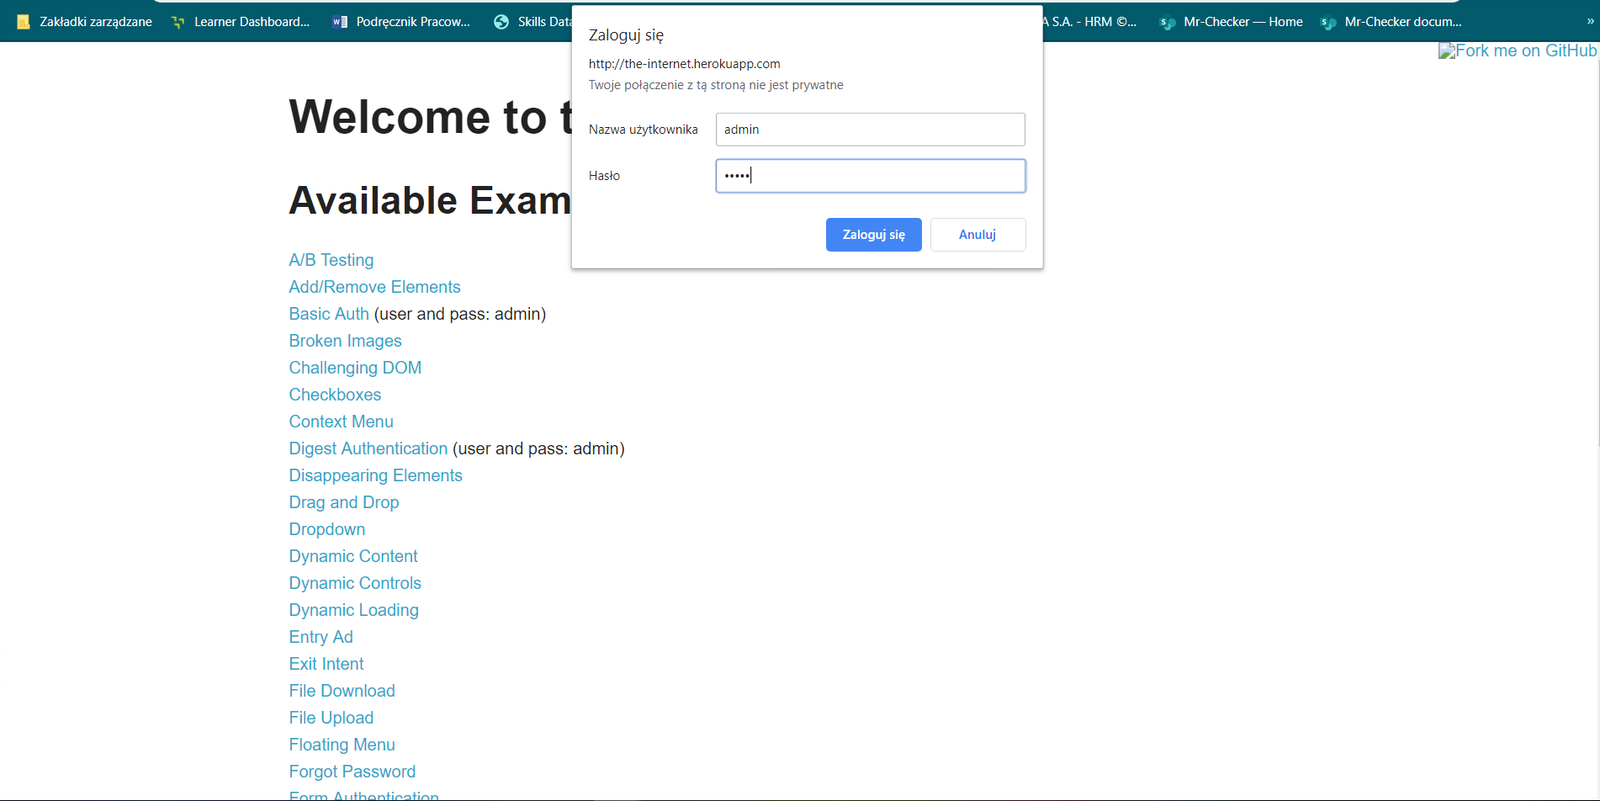 Zakładki zarządzane
Learner Dashboard...
Podręcznik Pracow...
Skills Data
A S.A. - HRM ©...
Mr-Checker — Home
Mr-Checker docum...
»
Zaloguj się
http://the-internet.herokuapp.com
Twoje połączenie z tą stroną nie jest prywatne
Nazwa użytkownika
admin
Hasło
•••••
Zaloguj się
Anuluj
Fork me on GitHub
Welcome to t
Available Exam
A/B Testing
Add/Remove Elements
Basic Auth (user and pass: admin)
Broken Images
Challenging DOM
Checkboxes
Context Menu
Digest Authentication (user and pass: admin)
Disappearing Elements
Drag and Drop
Dropdown
Dynamic Content
Dynamic Controls
Dynamic Loading
Entry Ad
Exit Intent
File Download
File Upload
Floating Menu
Forgot Password
Form Authentication